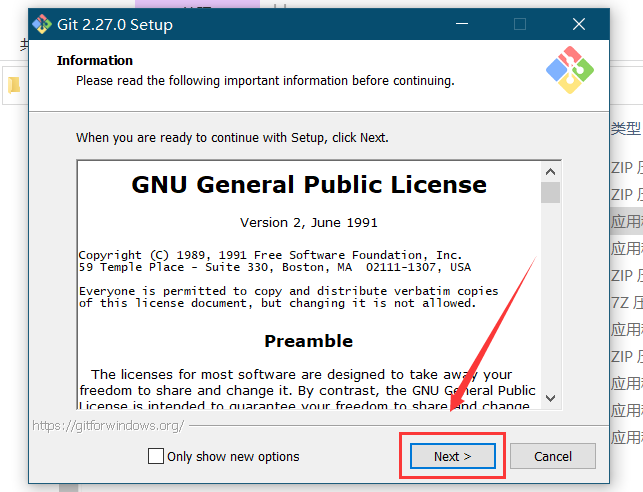 Git 2.27.0 Setup
Information
Please read the following important information before continuing.
When you are ready to continue with Setup, click Next.
GNU General Public License
Version 2, June 1991
Copyright (C) 1989, 1991 Free Software Foundation, Inc.
59 Temple Place - Suite 330, Boston, MA  02111-1307, USA
Everyone is permitted to copy and distribute verbatim copies
of this license document, but changing it is not allowed.
Preamble
The licenses for most software are designed to take away your
freedom to share and change it. By contrast, the GNU General Public
License is intended to guarantee your freedom to share and change
https://gitforwindows.org/
Only show new options
Next >
Cancel
类型
ZIP 压
ZIP 压
应用程
应用程
ZIP 压
7Z 压
应用程
ZIP 压
应用程
应用程
应用程